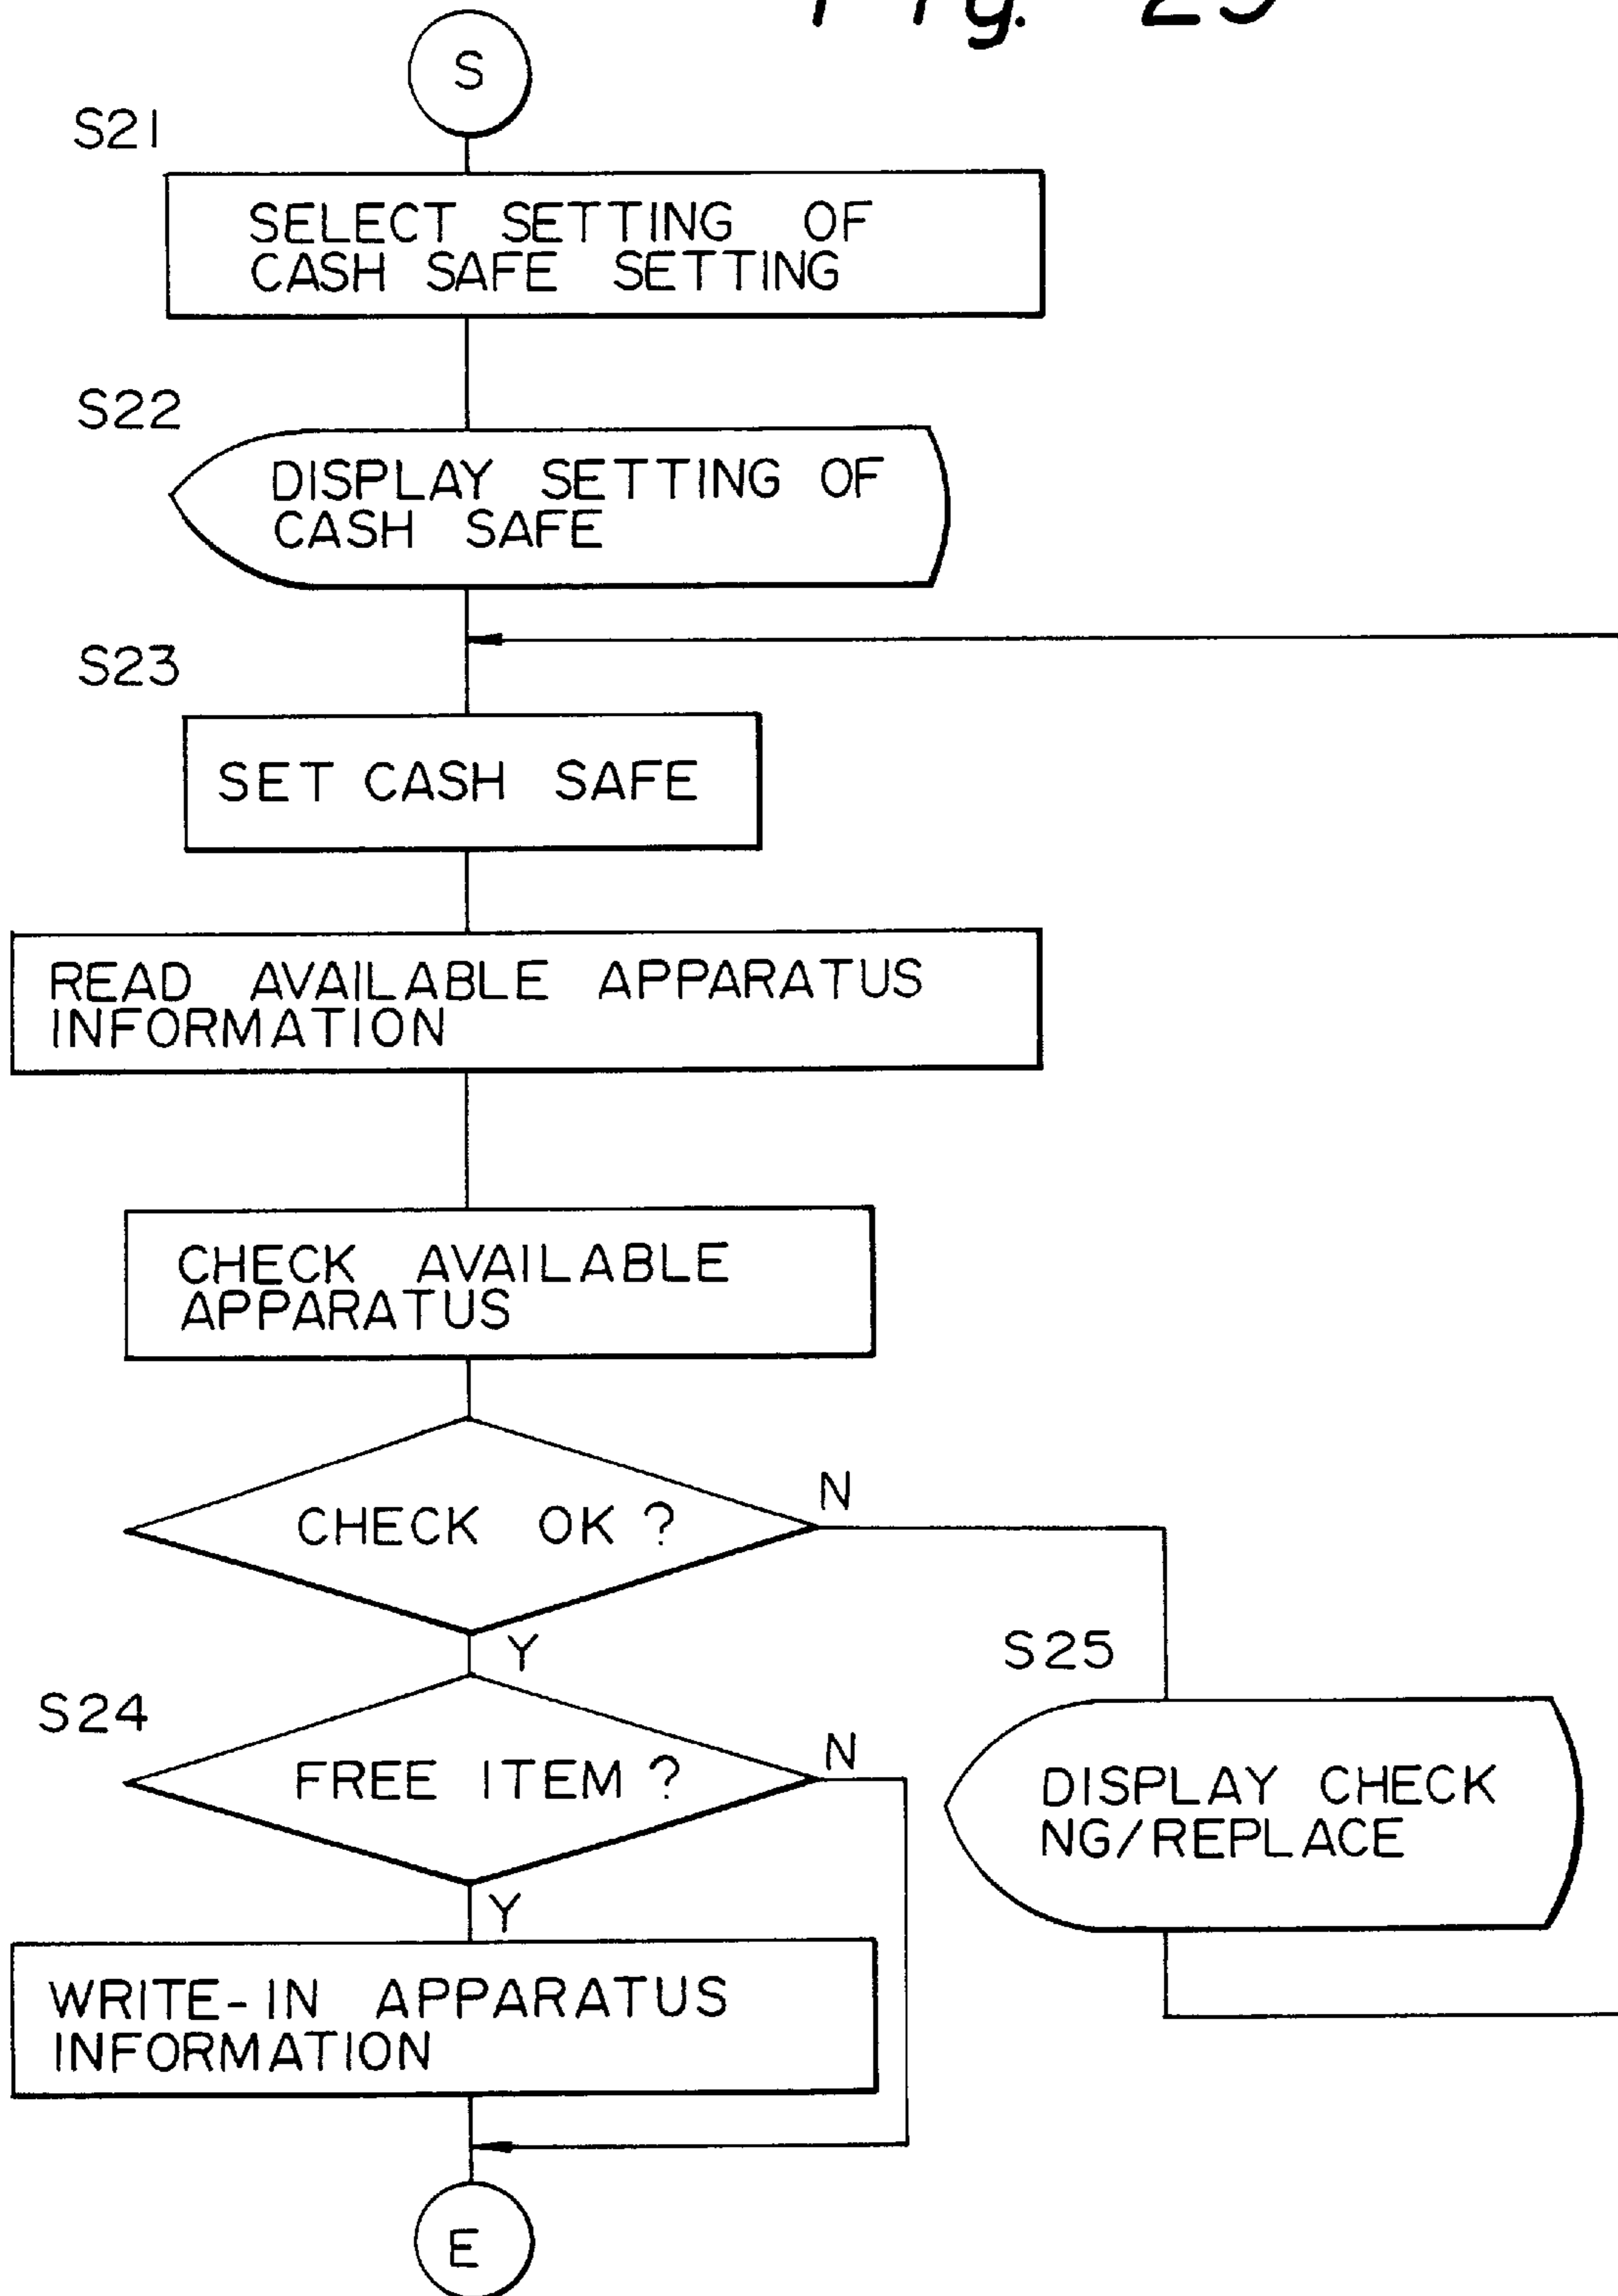 Fig. 25
S
S21
SELECT SETTING OF
CASH SAFE SETTING
S22
DISPLAY SETTING OF
CASH SAFE
S23
SET CASH SAFE
READ AVAILABLE APPARATUS
INFORMATION
CHECK AVAILABLE
APPARATUS
CHECK OK ?
N
Y
S25
S24
FREE ITEM ?
N
DISPLAY CHECK
NG/REPLACE
Y
WRITE-IN APPARATUS
INFORMATION
E